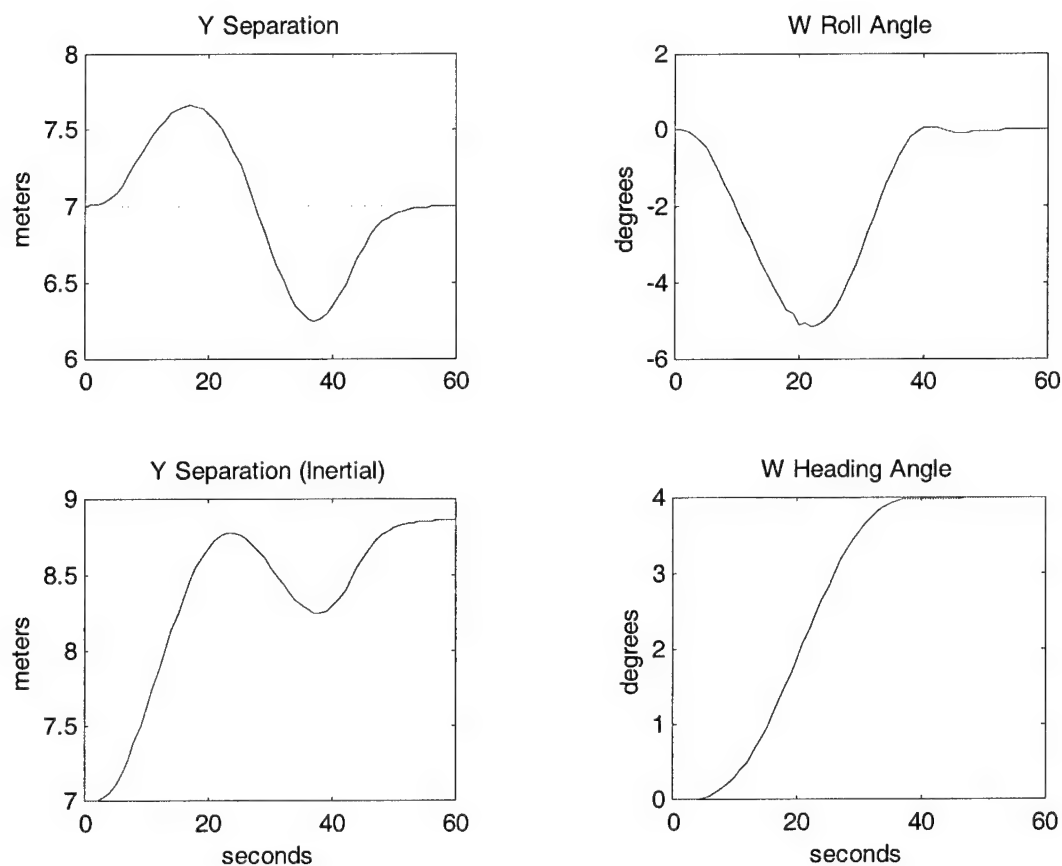 Y Separation
8
7.5
7
6.5
6
meters
0 20 40 60
W Roll Angle
2
0
-2
-4
-6
degrees
0 20 40 60
Y Separation (Inertial)
9
8.5
8
7.5
7
meters
0 20 40 60
seconds
W Heading Angle
4
3
2
1
0
degrees
0 20 40 60
seconds